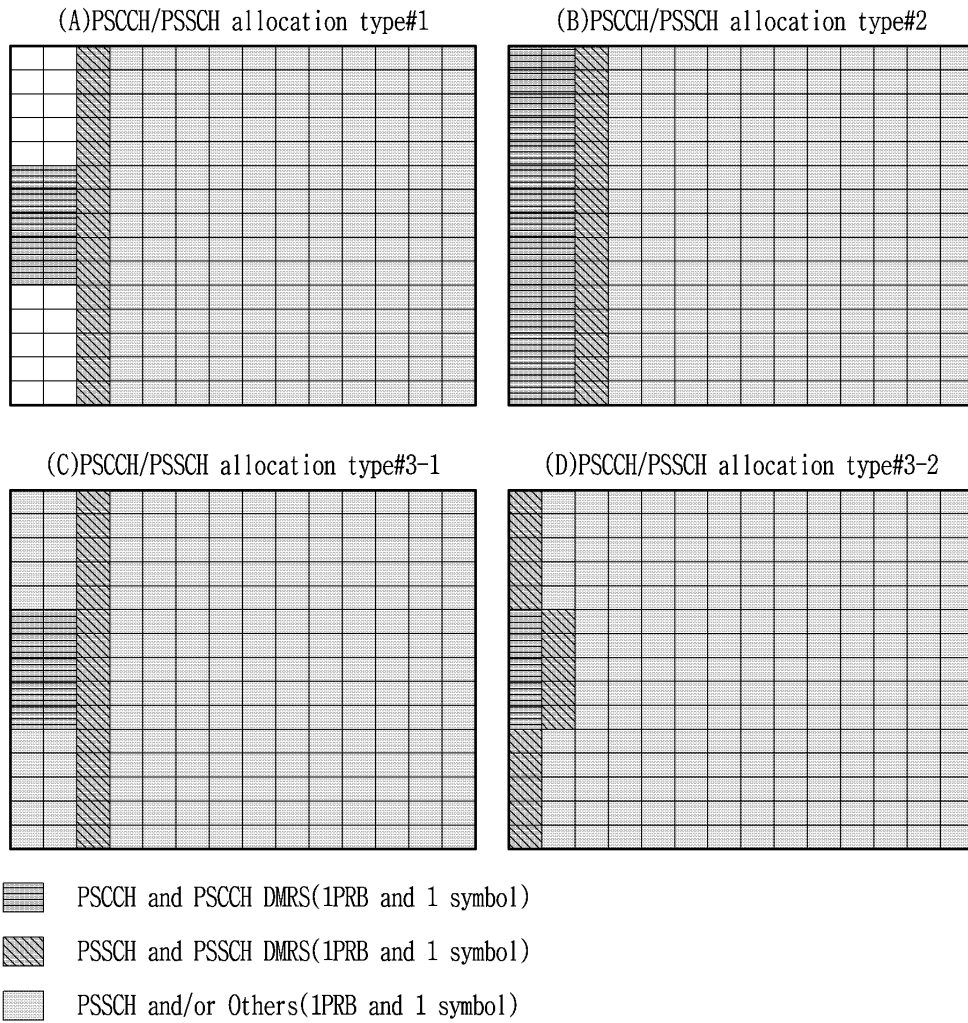 (A)PSCCH/PSSCH allocation type#1
(B)PSCCH/PSSCH allocation type#2
(C)PSCCH/PSSCH allocation type#3-1
(D)PSCCH/PSSCH allocation type#3-2
PSCCH and PSCCH DMRS(1PRB and 1 symbol)
PSSCH and PSSCH DMRS(1PRB and 1 symbol)
PSSCH and/or Others(1PRB and 1 symbol)